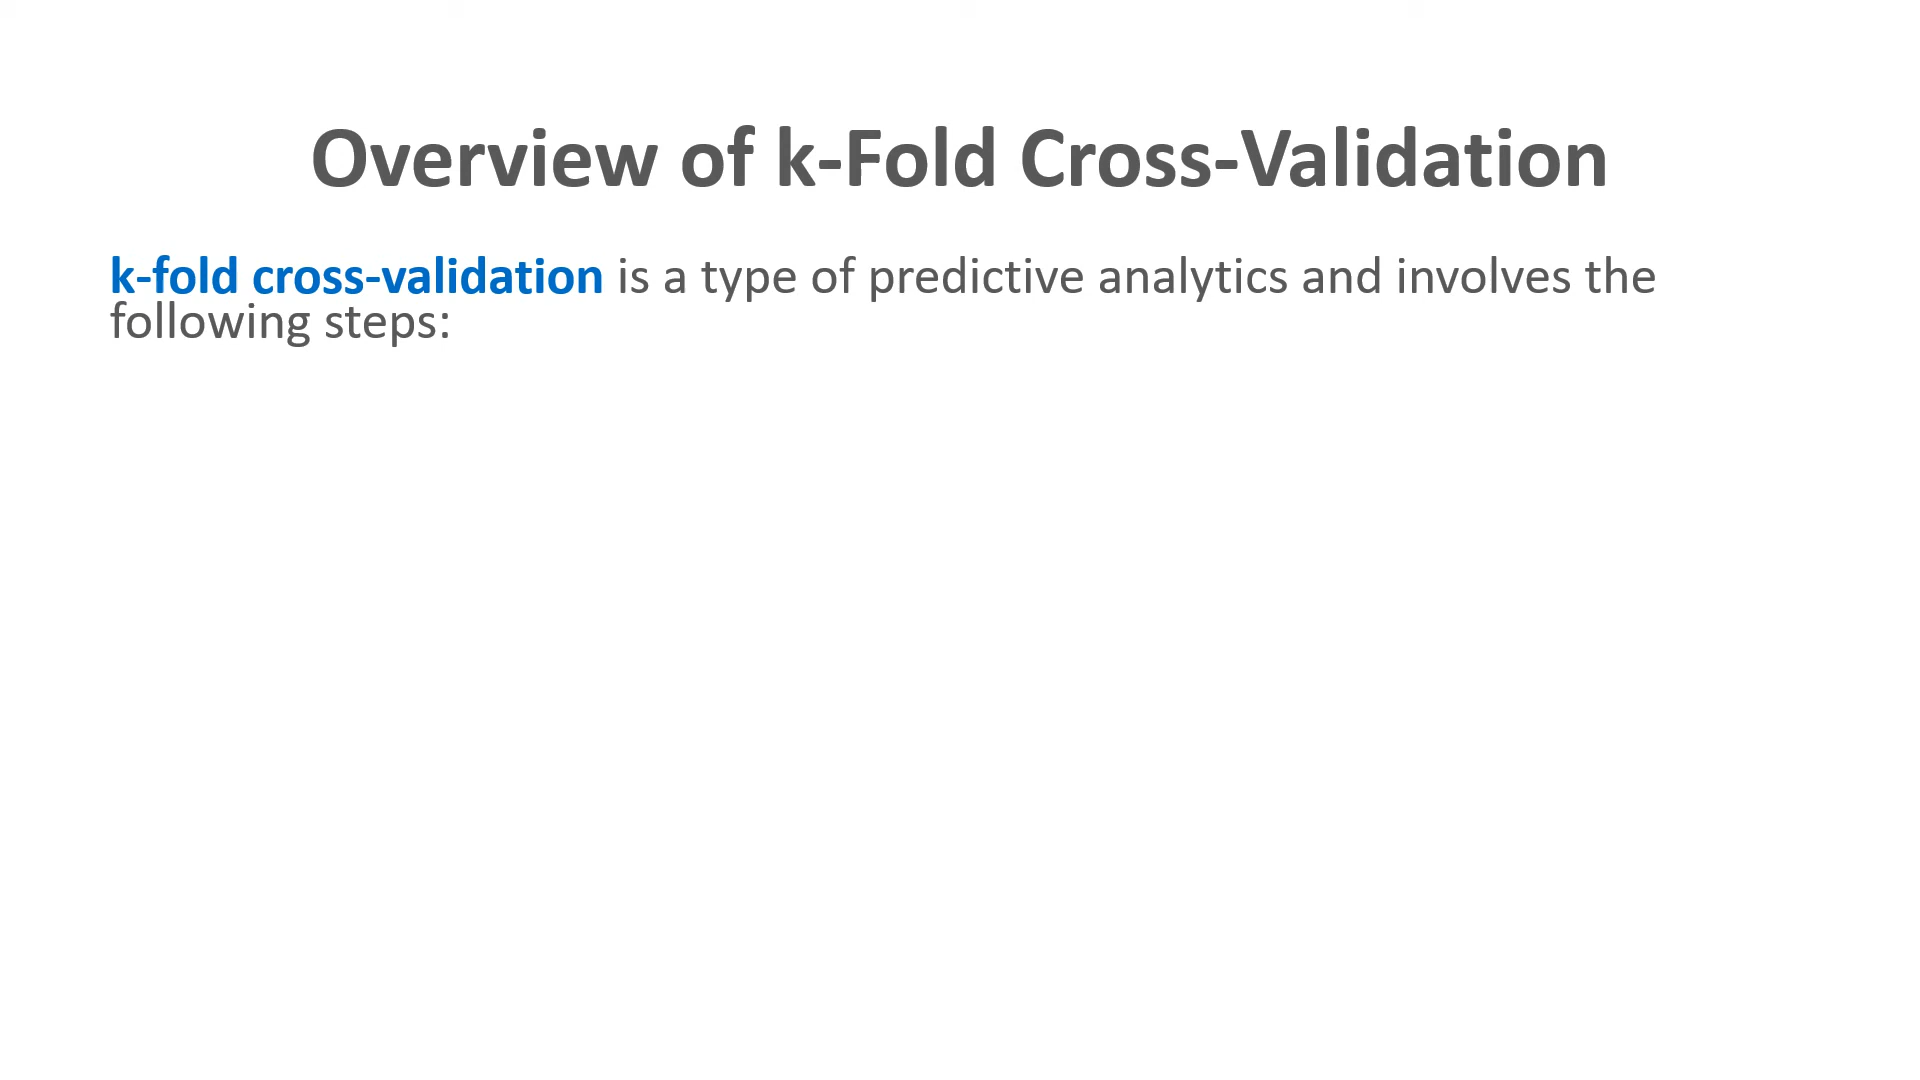 Overview of k-Fold Cross-Validation
k-fold cross-validation is a type of predictive analytics and involves the
following steps: